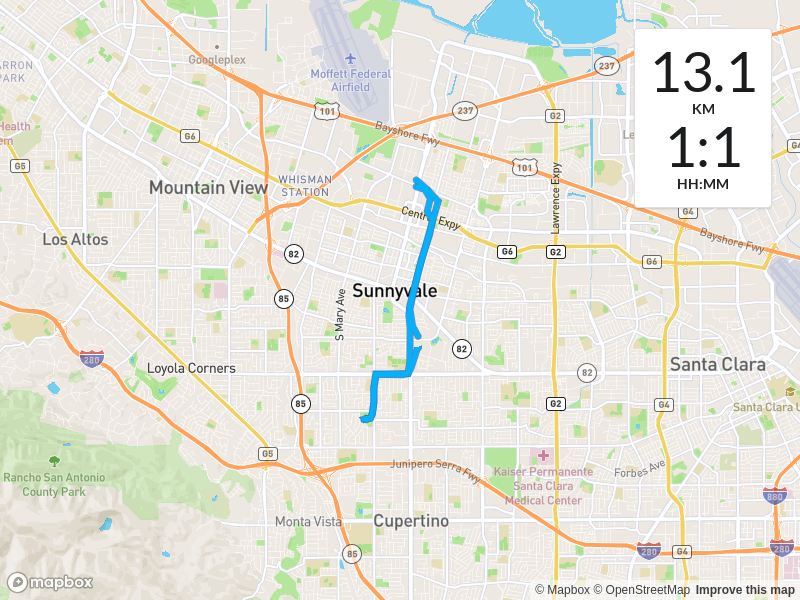 Googleplex
ARRON
PARK
Moffett Federal
Airfield
237
13.1
KM
1:1
HH:MM
101
237
G2
Health
em
G6
Bayshore Fwy
Le
G4
G5
Mountain View
WHISMAN
STATION
101
Lawrence Expy
Central Expy
G4
Los Altos
82
G6
G2
G6
Bayshore Fwy
85
Sunnyvale
S Mary Ave
280
Loyola Corners
82
82
Santa Clara
85
G2
G4
Santa Clara U
G5
Junipero Serra Fwy
Rancho San Antonio
County Park
Kaiser Permanente
Santa Clara
Medical Center
Forbes Ave
880
Monta Vista
Cupertino
85
280
G4
280
mapbox
© Mapbox © OpenStreetMap Improve this map